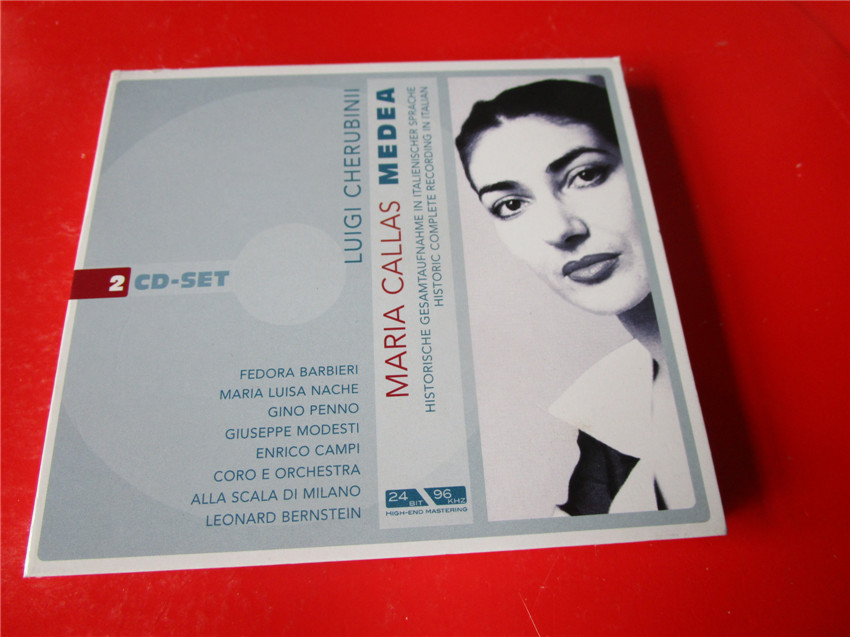 LUIGI CHERUBINII
MARIA CALLAS MEDEA
HISTORISCHE GESAMTAUFNAHME IN ITALIENISCHER SPRACHE
HISTORIC COMPLETE RECORDING IN ITALIAN
2 CD-SET
FEDORA BARBIERI
MARIA LUISA NACHE
GINO PENNO
GIUSEPPE MODESTI
ENRICO CAMPI
CORO E ORCHESTRA
ALLA SCALA DI MILANO
LEONARD BERNSTEIN
24 BIT 96 KHZ
HIGH-END MASTERING